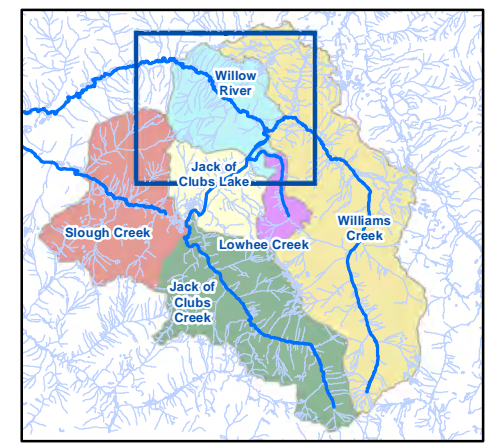 Willow
River
Jack of
Clubs Lake
Williams
Creek
Slough Creek
Lowhee Creek
Jack of
Clubs
Creek